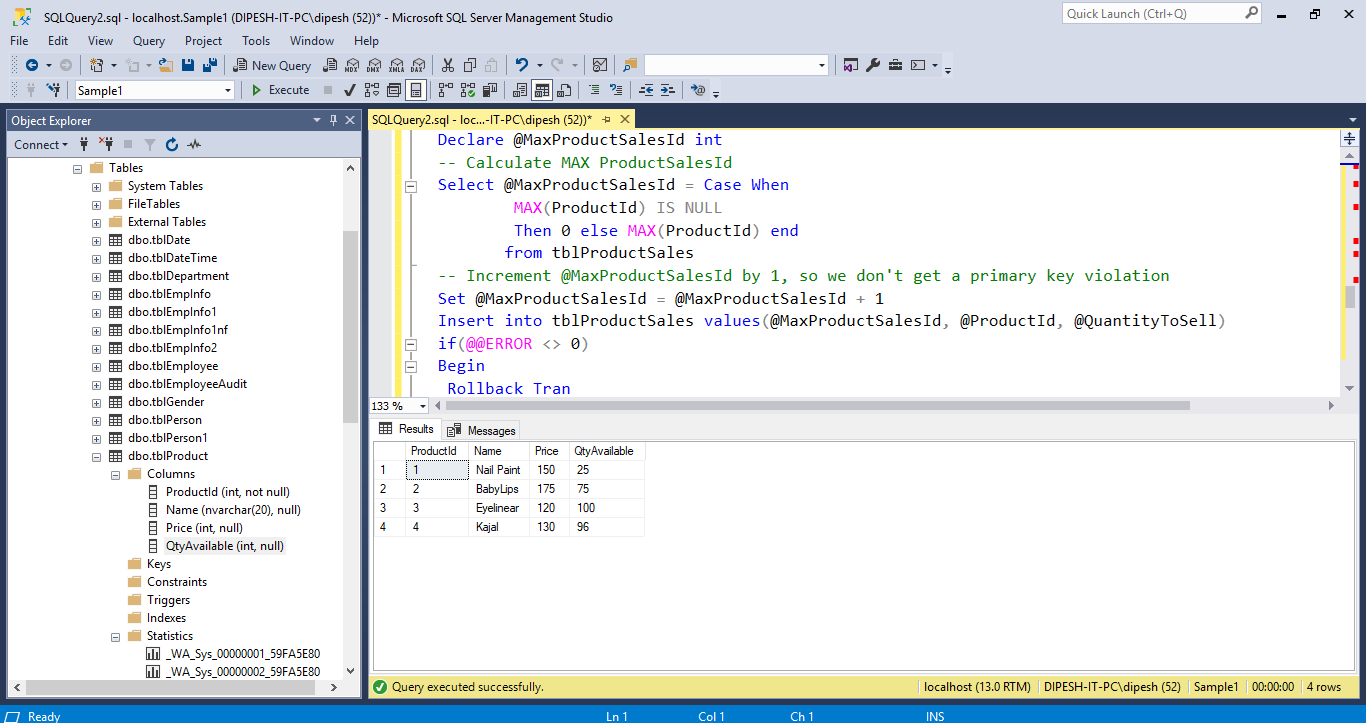 SQLQuery2.sql - localhost.Sample1 (DIPESH-IT-PC\dipesh (52))* - Microsoft SQL Server Management Studio
Quick Launch (Ctrl+Q)
File Edit View Query Project Tools Window Help
New Query MDX DMX XMLA DAX
Sample1 Execute
Object Explorer
Connect
Tables
System Tables
FileTables
External Tables
dbo.tblDate
dbo.tblDateTime
dbo.tblDepartment
dbo.tblEmpInfo
dbo.tblEmpInfo1
dbo.tblEmpInfo1nf
dbo.tblEmpInfo2
dbo.tblEmployee
dbo.tblEmployeeAudit
dbo.tblGender
dbo.tblPerson
dbo.tblPerson1
dbo.tblProduct
Columns
ProductId (int, not null)
Name (nvarchar(20), null)
Price (int, null)
QtyAvailable (int, null)
Keys
Constraints
Triggers
Indexes
Statistics
_WA_Sys_00000001_59FA5E80
_WA_Sys_00000002_59FA5E80
SQLQuery2.sql - loc...-IT-PC\dipesh (52))*
Declare @MaxProductSalesId int
-- Calculate MAX ProductSalesId
Select @MaxProductSalesId = Case When
MAX(ProductId) IS NULL
Then 0 else MAX(ProductId) end
from tblProductSales
-- Increment @MaxProductSalesId by 1, so we don't get a primary key violation
Set @MaxProductSalesId = @MaxProductSalesId + 1
Insert into tblProductSales values(@MaxProductSalesId, @ProductId, @QuantityToSell)
if(@@ERROR <> 0)
Begin
Rollback Tran
133 %
Results Messages
ProductId Name Price QtyAvailable
1 1 Nail Paint 150 25
2 2 BabyLips 175 75
3 3 Eyelinear 120 100
4 4 Kajal 130 96
Query executed successfully. localhost (13.0 RTM) DIPESH-IT-PC\dipesh (52) Sample1 00:00:00 4 rows
Ready Ln 1 Col 1 Ch 1 INS